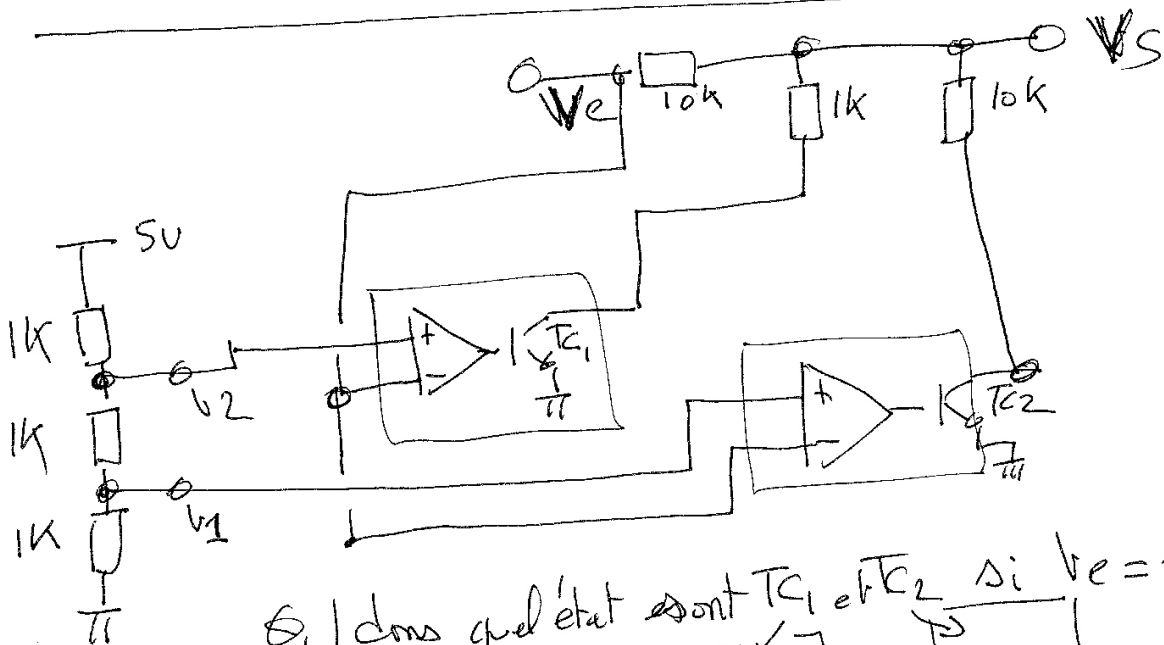 Ve
10K
VS
1K
10K
5V
1K
V2
+
-
TC1
1K
V1
+
-
TC2
1K
Q.1 dans quel état sont TC1 et TC2 si Ve =